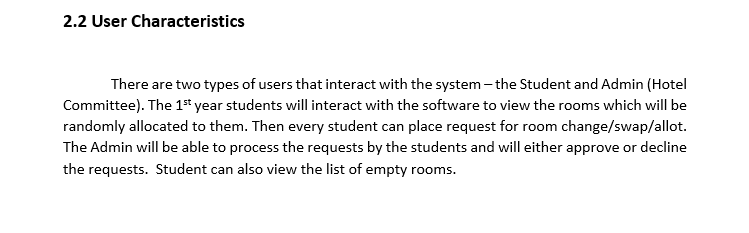 2.2 User Characteristics
There are two types of users that interact with the system – the Student and Admin (Hotel
Committee). The 1st year students will interact with the software to view the rooms which will be
randomly allocated to them. Then every student can place request for room change/swap/allot.
The Admin will be able to process the requests by the students and will either approve or decline
the requests.  Student can also view the list of empty rooms.